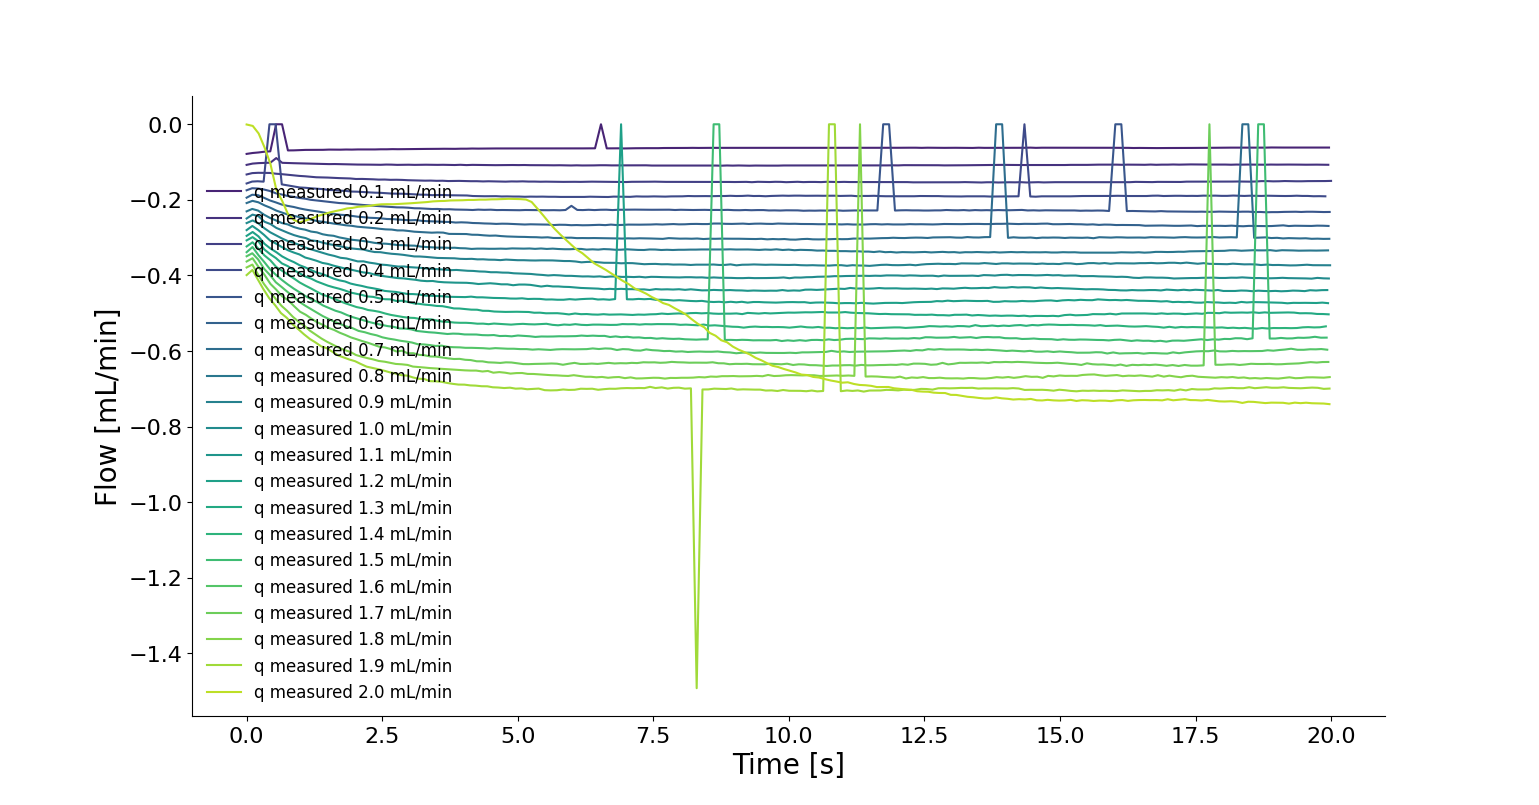 0.0
−0.2
−0.4
−0.6
−0.8
−1.0
−1.2
−1.4
Flow [mL/min]
q measured 0.1 mL/min
q measured 0.2 mL/min
q measured 0.3 mL/min
q measured 0.4 mL/min
q measured 0.5 mL/min
q measured 0.6 mL/min
q measured 0.7 mL/min
q measured 0.8 mL/min
q measured 0.9 mL/min
q measured 1.0 mL/min
q measured 1.1 mL/min
q measured 1.2 mL/min
q measured 1.3 mL/min
q measured 1.4 mL/min
q measured 1.5 mL/min
q measured 1.6 mL/min
q measured 1.7 mL/min
q measured 1.8 mL/min
q measured 1.9 mL/min
q measured 2.0 mL/min
0.0 2.5 5.0 7.5 10.0 12.5 15.0 17.5 20.0
Time [s]